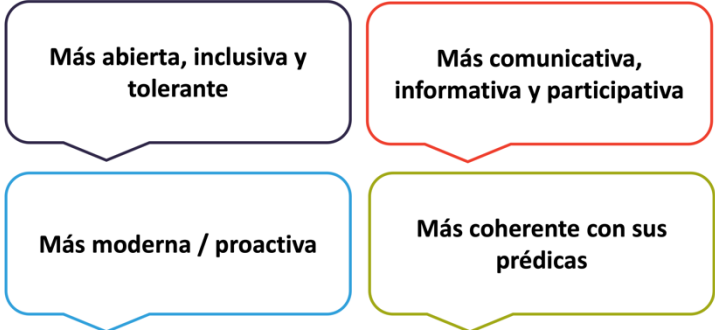 Más abierta, inclusiva y
tolerante
Más comunicativa,
informativa y participativa
Más moderna / proactiva
Más coherente con sus
prédicas